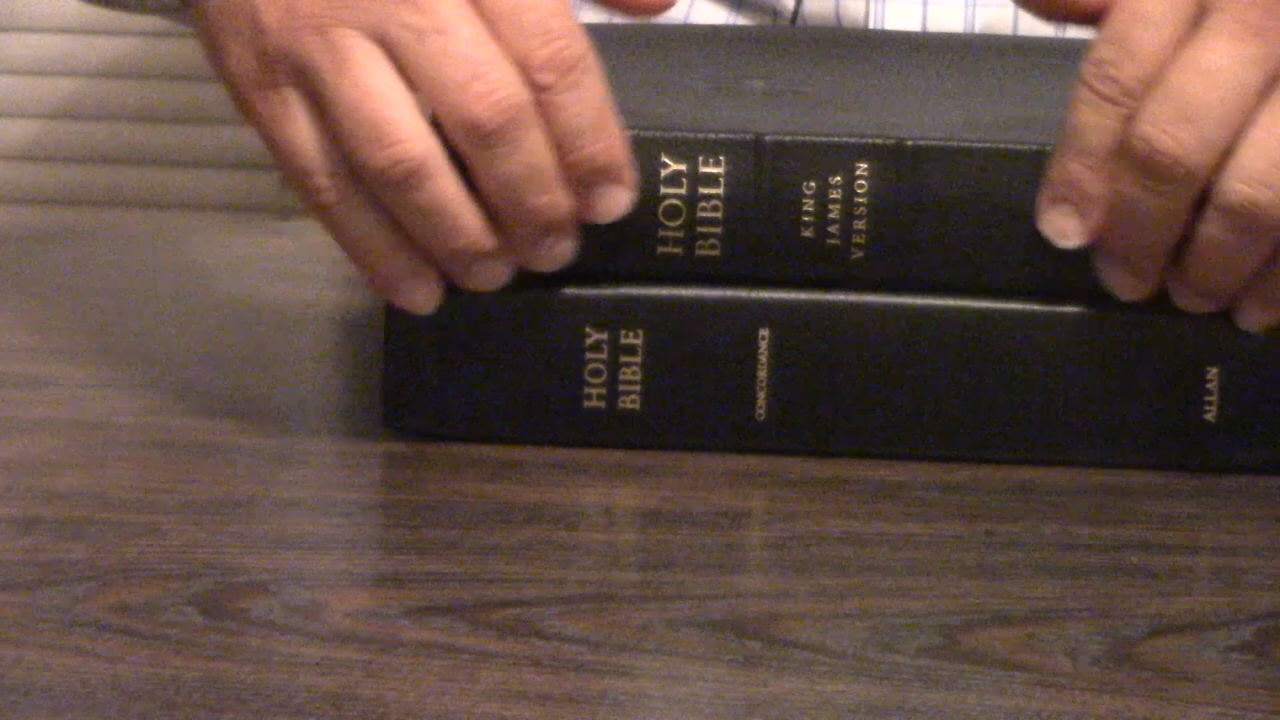 HOLY
BIBLE
KING
JAMES
VERSION
HOLY
BIBLE
CONCORDANCE
ALLAN